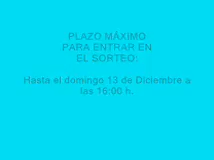 PLAZO MÁXIMO
PARA ENTRAR EN
EL SORTEO:
Hasta el domingo 13 de Diciembre a
las 16:00 h.